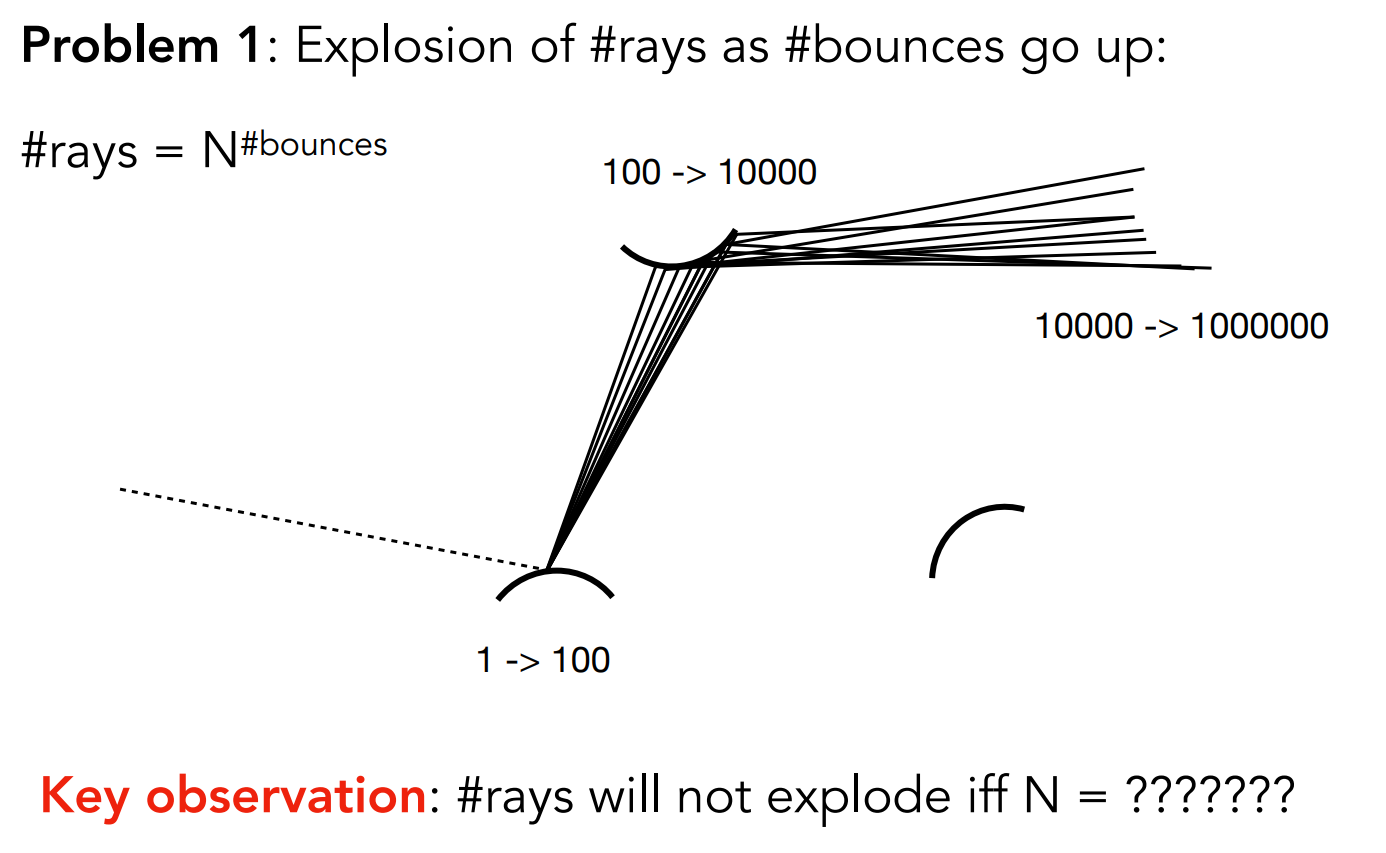 Problem 1: Explosion of #rays as #bounces go up:
#rays = N^#bounces
100 -> 10000
10000 -> 1000000
1 -> 100
Key observation: #rays will not explode iff N = ???????